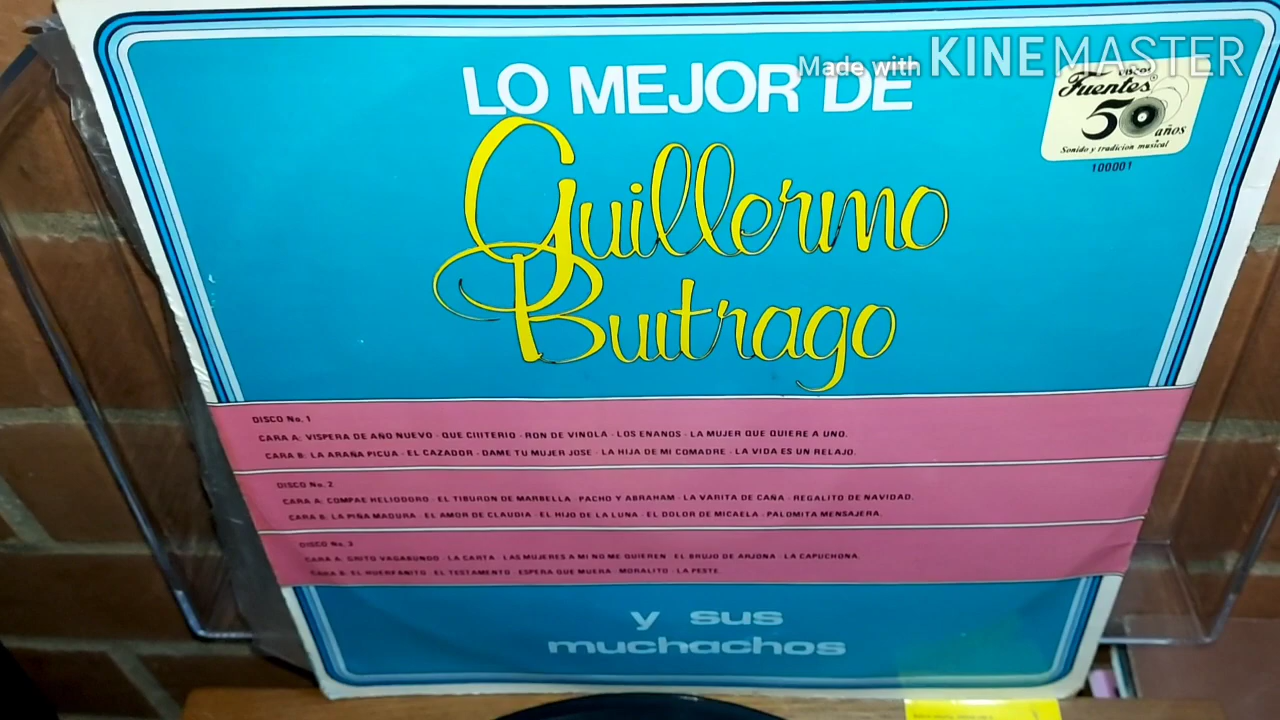 Made with KINEMASTER
LO MEJOR DE
Guillermo
Buitrago
Discos
Fuentes
50 años
Sonido y tradicion musical
100001
DISCO No. 1
CARA A: VISPERA DE AÑO NUEVO - QUE CRITERIO - RON DE VINOLA - LOS ENANOS - LA MUJER QUE QUIERE A UNO.
CARA B: LA ARAÑA PICUA - EL CAZADOR - DAME TU MUJER JOSE - LA HIJA DE MI COMADRE - LA VIDA ES UN RELAJO.
DISCO No. 2
CARA A: COMPAE HELIODORO - EL TIBURON DE MARBELLA - PACHO Y ABRAHAM - LA VARITA DE CAÑA - REGALITO DE NAVIDAD.
CARA B: LA PIÑA MADURA - EL AMOR DE CLAUDIA - EL HIJO DE LA LUNA - EL DOLOR DE MICAELA - PALOMITA MENSAJERA.
DISCO No. 3
CARA A: GRITO VAGABUNDO - LA CARTA - LAS MUJERES A MI NO ME QUIEREN - EL BRUJO DE ARJONA - LA CAPUCHONA.
CARA B: EL HUERFANITO - EL TESTAMENTO - ESPERA QUE MUERA - MORALITO - LA PESTE.
y sus
muchachos